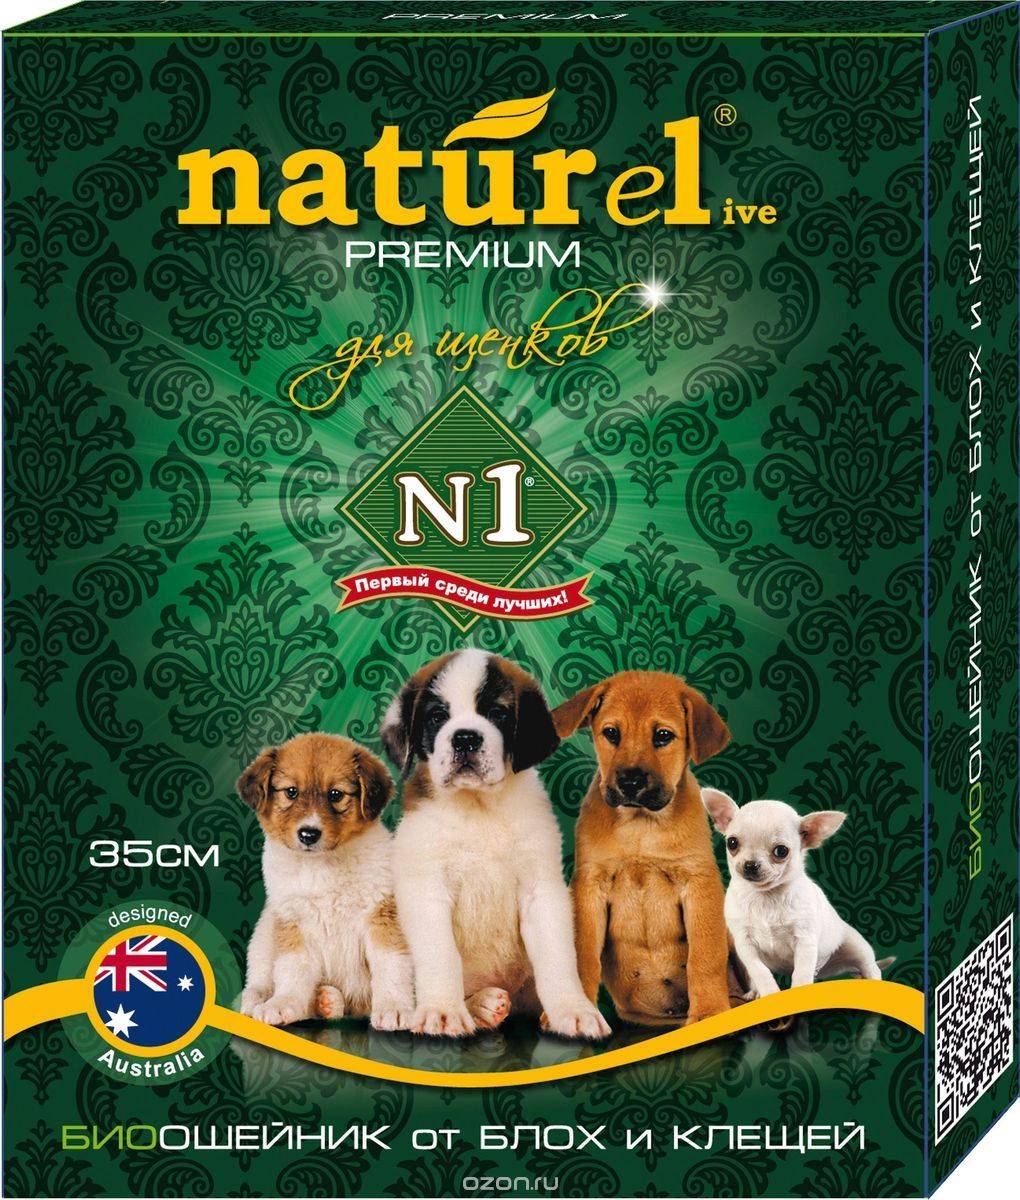 PREMIUM
naturel®ive
PREMIUM
для щенков
N1®
Первый среди лучших!
35см
designed
Australia
БИООШЕЙНИК от БЛОХ и КЛЕЩЕЙ
БИООШЕЙНИК от БЛОХ и КЛЕЩЕЙ
ozon.ru